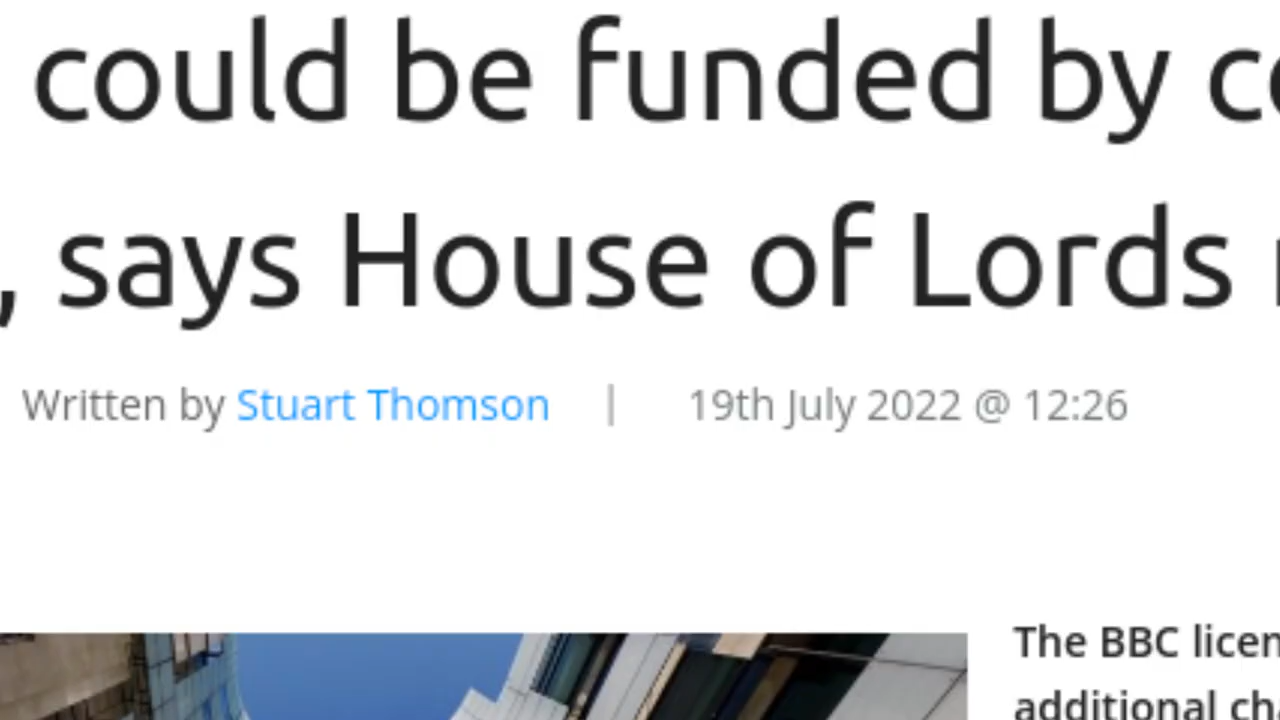 could be funded by
, says House of Lords
Written by Stuart Thomson | 19th July 2022 @ 12:26
The BBC
additional